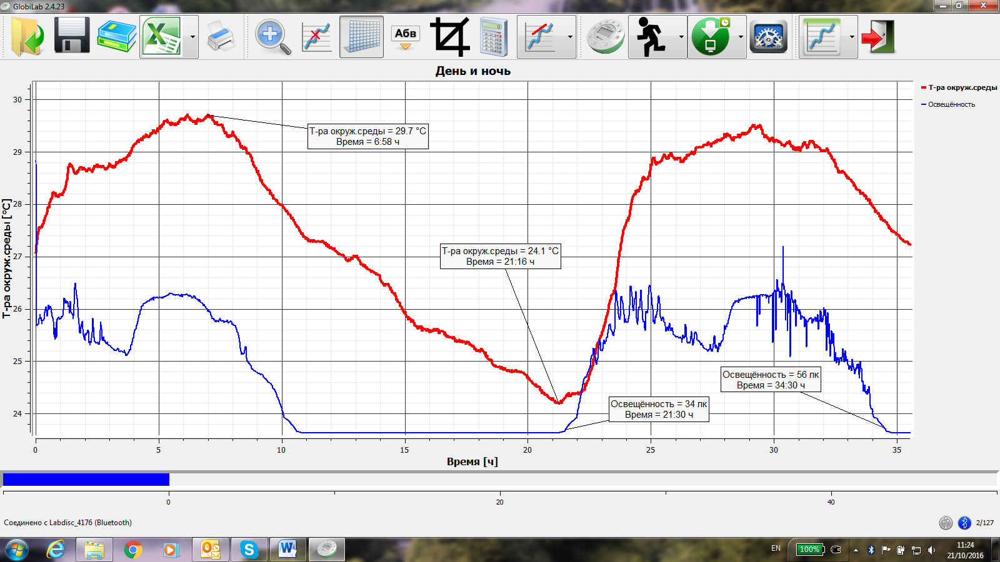 GlobiLab 2.4.23
Абв
День и ночь
Т-ра окруж.среды
Освещённость
Т-ра окруж.среды [°C]
30
29
28
27
26
25
24
Т-ра окруж.среды = 29.7 °C
Время = 6:58 ч
Т-ра окруж.среды = 24.1 °C
Время = 21:16 ч
Освещённость = 56 лк
Время = 34:30 ч
Освещённость = 34 лк
Время = 21:30 ч
0 5 10 15 20 25 30 35
Время [ч]
0 20 40
Соединено с Labdisc_4176 (Bluetooth)
2/127
EN
100%
11:24
21/10/2016